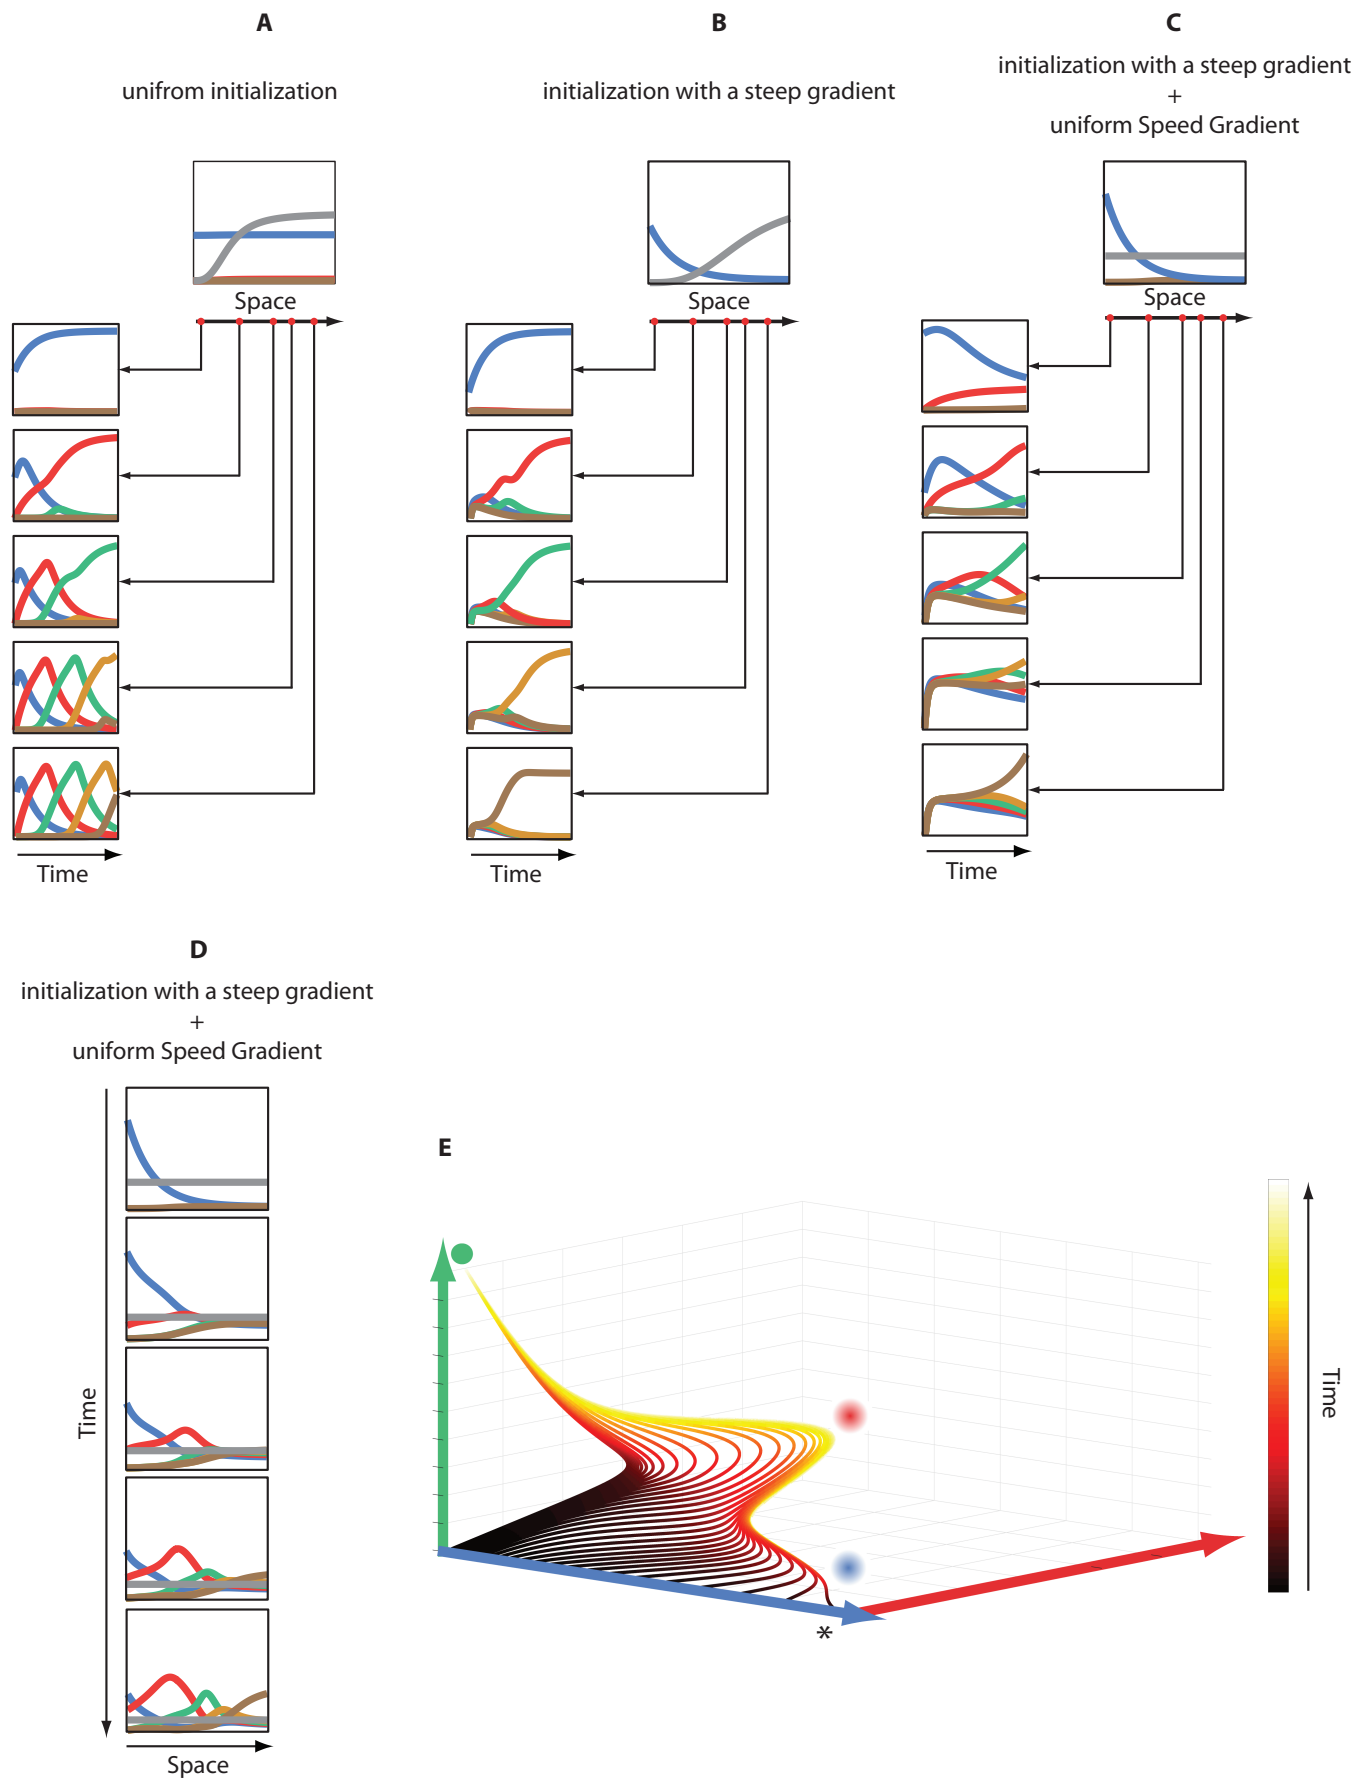 A
unifrom initialization
Space
Time
B
initialization with a steep gradient
Space
Time
C
initialization with a steep gradient
+
uniform Speed Gradient
Space
Time
D
initialization with a steep gradient
+
uniform Speed Gradient
Time
Space
E
*
Time